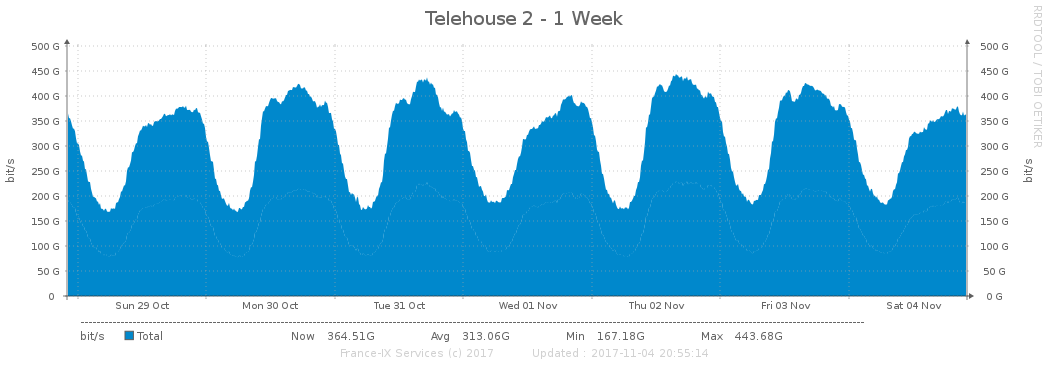 Telehouse 2 - 1 Week
RRDTOOL / TOBI OETIKER
500 G 500 G
450 G 450 G
400 G 400 G
350 G 350 G
300 G 300 G
250 G 250 G
200 G 200 G
150 G 150 G
100 G 100 G
50 G 50 G
0 0 G
bit/s bit/s
Sun 29 Oct Mon 30 Oct Tue 31 Oct Wed 01 Nov Thu 02 Nov Fri 03 Nov Sat 04 Nov
bit/s Total Now 364.51G Avg 313.06G Min 167.18G Max 443.68G
France-IX Services (c) 2017 Updated : 2017-11-04 20:55:14